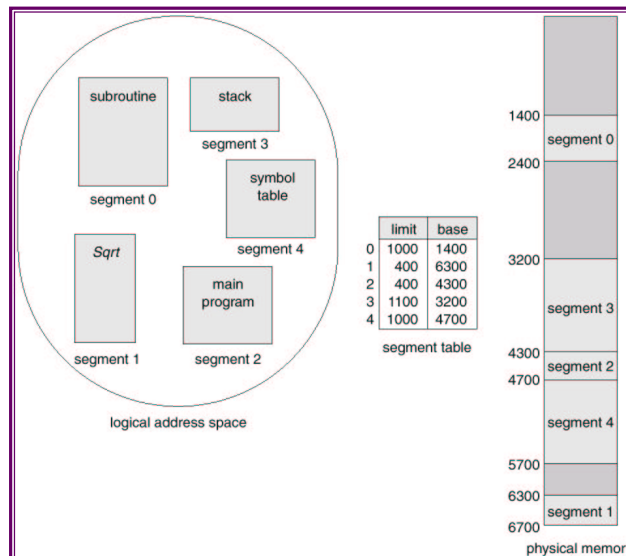 subroutine
segment 0
stack
segment 3
symbol
table
segment 4
Sqrt
segment 1
main
program
segment 2
logical address space
limit base
0 1000 1400
1 400 6300
2 400 4300
3 1100 3200
4 1000 4700
segment table
1400
segment 0
2400
3200
segment 3
4300
segment 2
4700
segment 4
5700
6300
segment 1
6700
physical memor